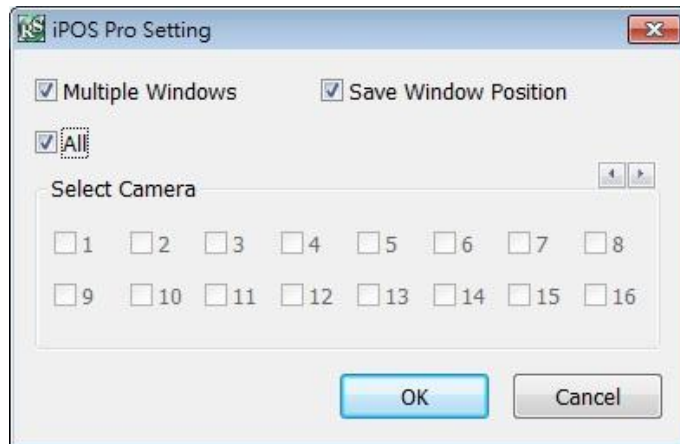 RS iPOS Pro Setting
Multiple Windows Save Window Position
All
Select Camera
1 2 3 4 5 6 7 8
9 10 11 12 13 14 15 16
OK Cancel